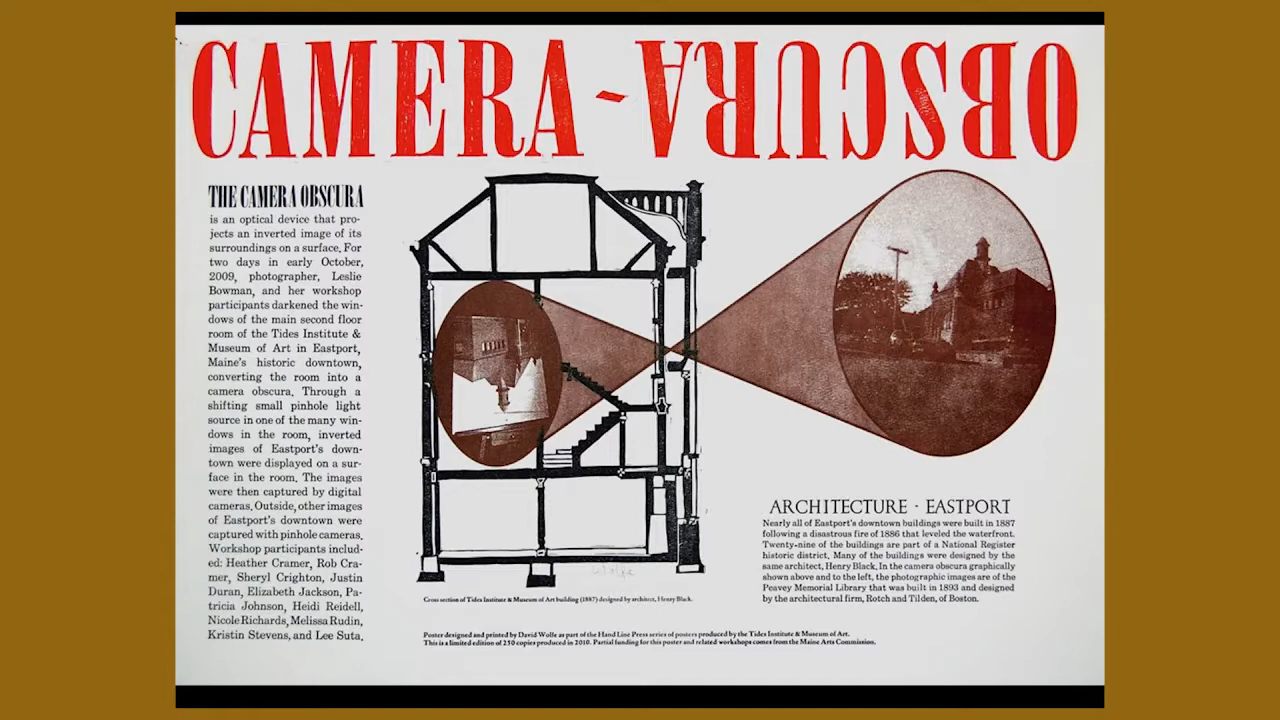 CAMERA-OBSCURA
THE CAMERA OBSCURA
is an optical device that pro-
jects an inverted image of its
surroundings on a surface. For
two days in early October,
2009, photographer, Leslie
Bowman, and her workshop
participants darkened the win-
dows of the main second floor
room of the Tides Institute &
Museum of Art in Eastport,
Maine's historic downtown,
converting the room into a
camera obscura. Through a
shifting small pinhole light
source in one of the many win-
dows in the room, inverted
images of Eastport's down-
town were displayed on a sur-
face in the room. The images
were then captured by digital
cameras. Outside, other images
of Eastport's downtown were
captured with pinhole cameras.
Workshop participants includ-
ed: Heather Cramer, Rob Cra-
mer, Sheryl Crighton, Justin
Duran, Elizabeth Jackson, Pa-
tricia Johnson, Heidi Reidell,
Nicole Richards, Melissa Rudin,
Kristin Stevens, and Lee Suta.
Cross section of Tides Institute & Museum of Art building (1887) designed by architect, Henry Black.
Poster designed and printed by David Wolfe as part of the Hand Line Press series of posters produced by the Tides Institute & Museum of Art.
This is a limited edition of 250 copies produced in 2010. Partial funding for this poster and related workshops comes from the Maine Arts Commission.
ARCHITECTURE · EASTPORT
Nearly all of Eastport's downtown buildings were built in 1887
following a disastrous fire of 1886 that leveled the waterfront.
Twenty-nine of the buildings are part of a National Register
historic district. Many of the buildings were designed by the
same architect, Henry Black. In the camera obscura graphically
shown above and to the left, the photographic images are of the
Peavey Memorial Library that was built in 1893 and designed
by the architectural firm, Rotch and Tilden, of Boston.